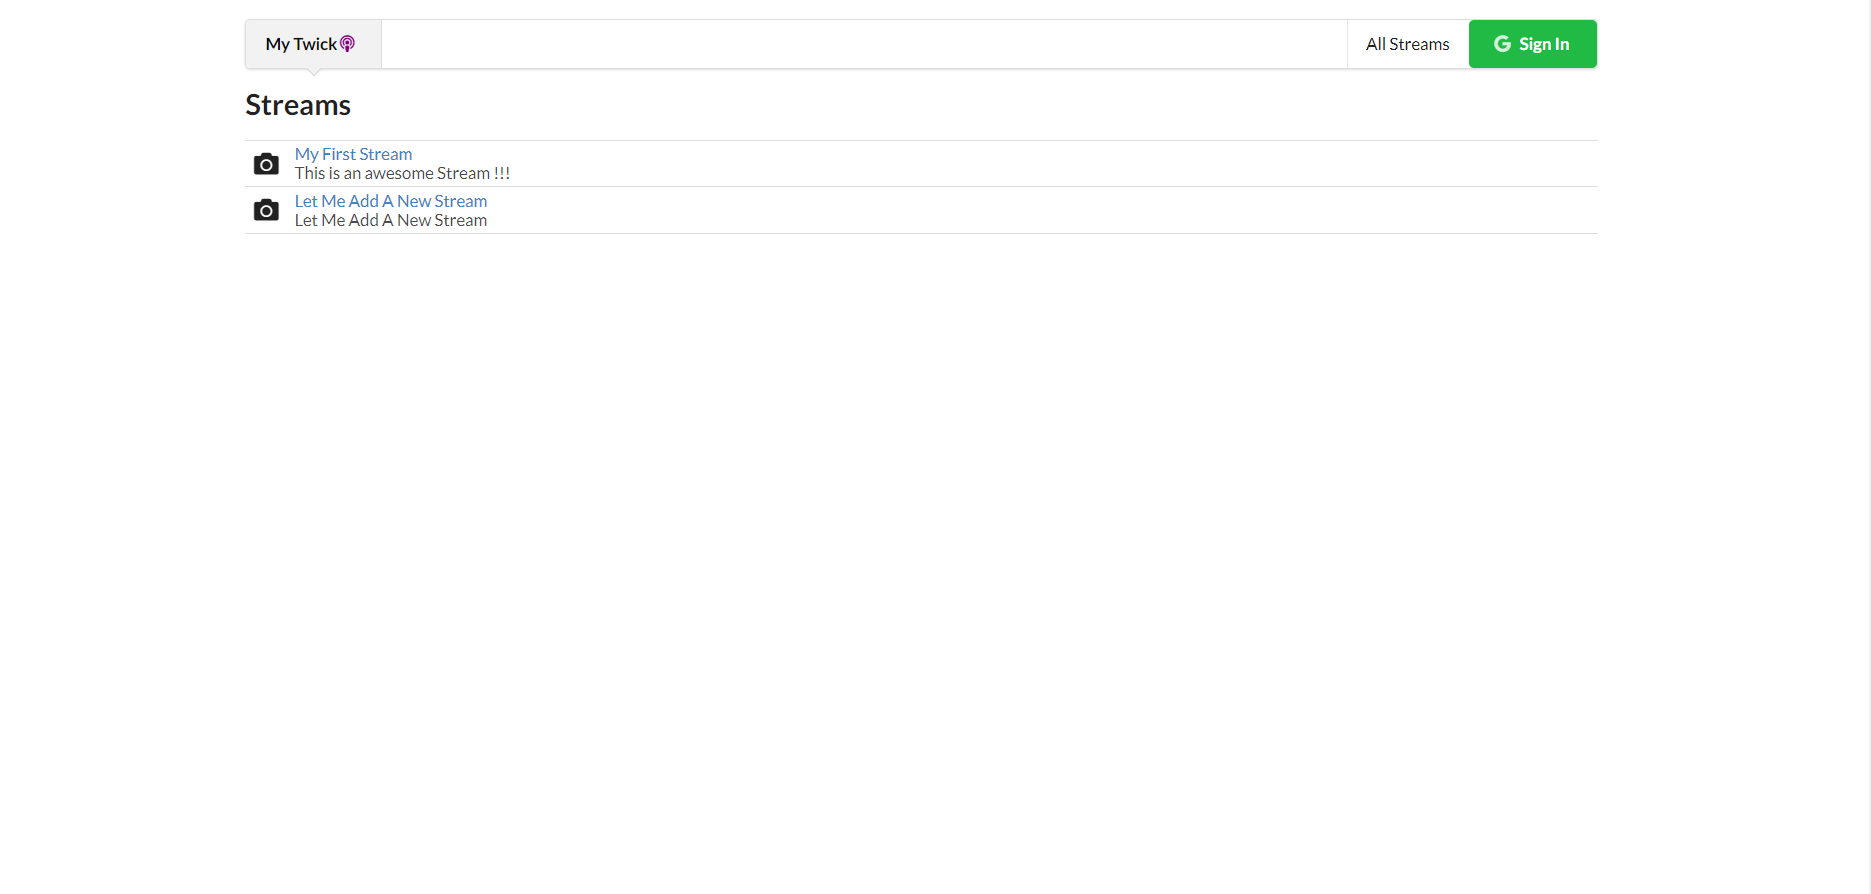 My Twick
All Streams
Sign In
Streams
My First Stream
This is an awesome Stream !!!
Let Me Add A New Stream
Let Me Add A New Stream